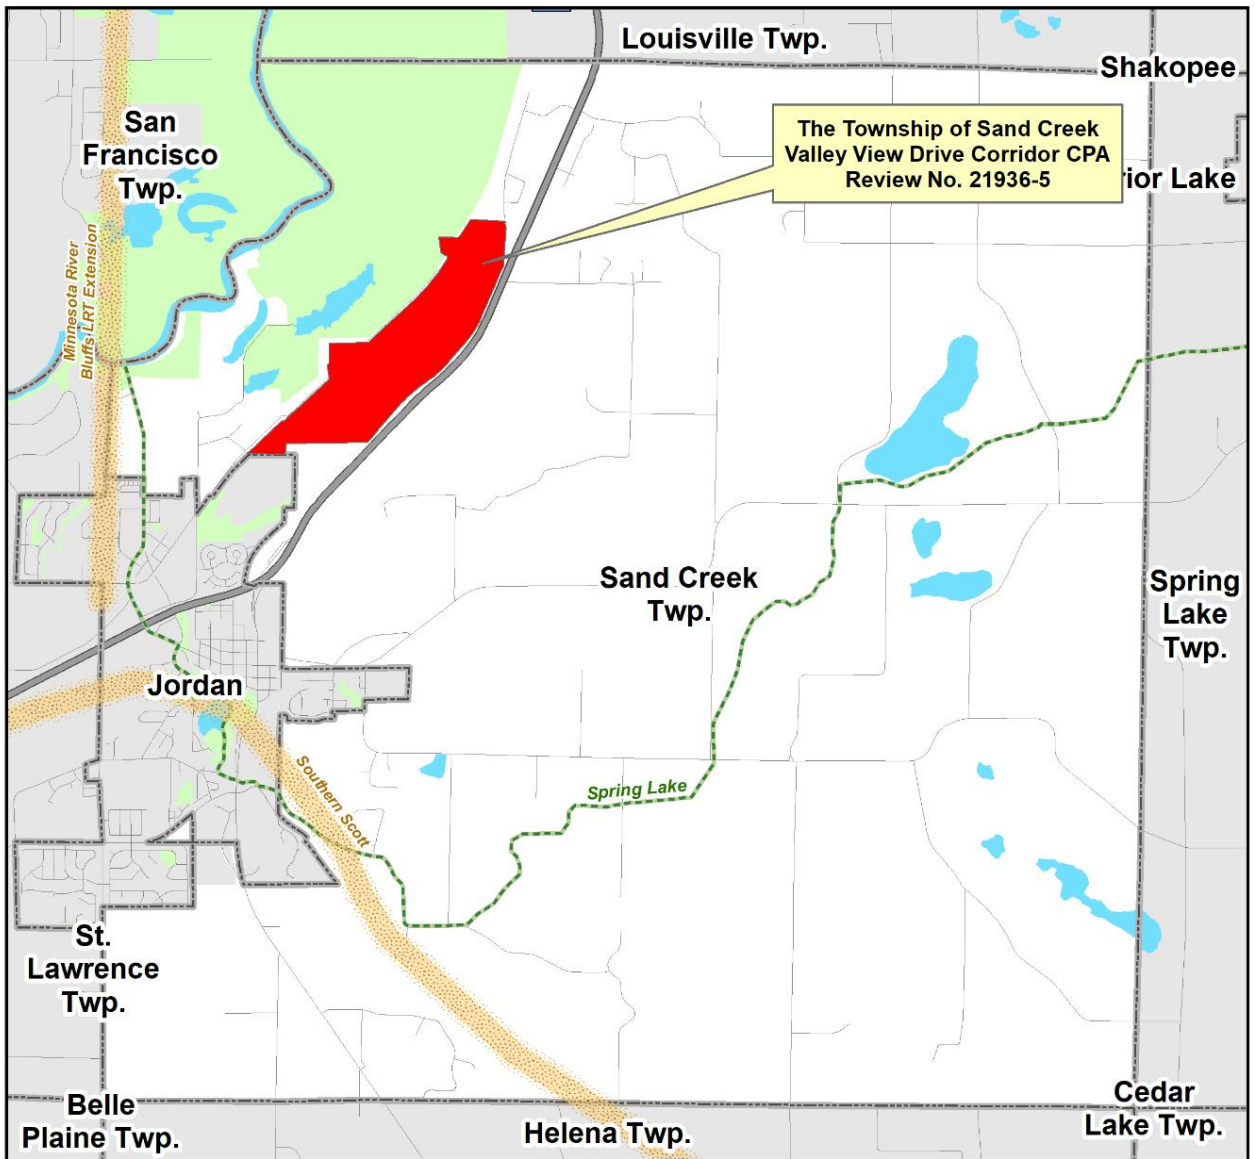 Louisville Twp.
Shakopee
San
Francisco
Twp.
The Township of Sand Creek
Valley View Drive Corridor CPA
Review No. 21936-5
rior Lake
Minnesota River
Bluffs LRT Extension
Sand Creek
Twp.
Spring
Lake
Twp.
Jordan
Southern Scott
Spring Lake
St.
Lawrence
Twp.
Belle
Plaine Twp.
Helena Twp.
Cedar
Lake Twp.